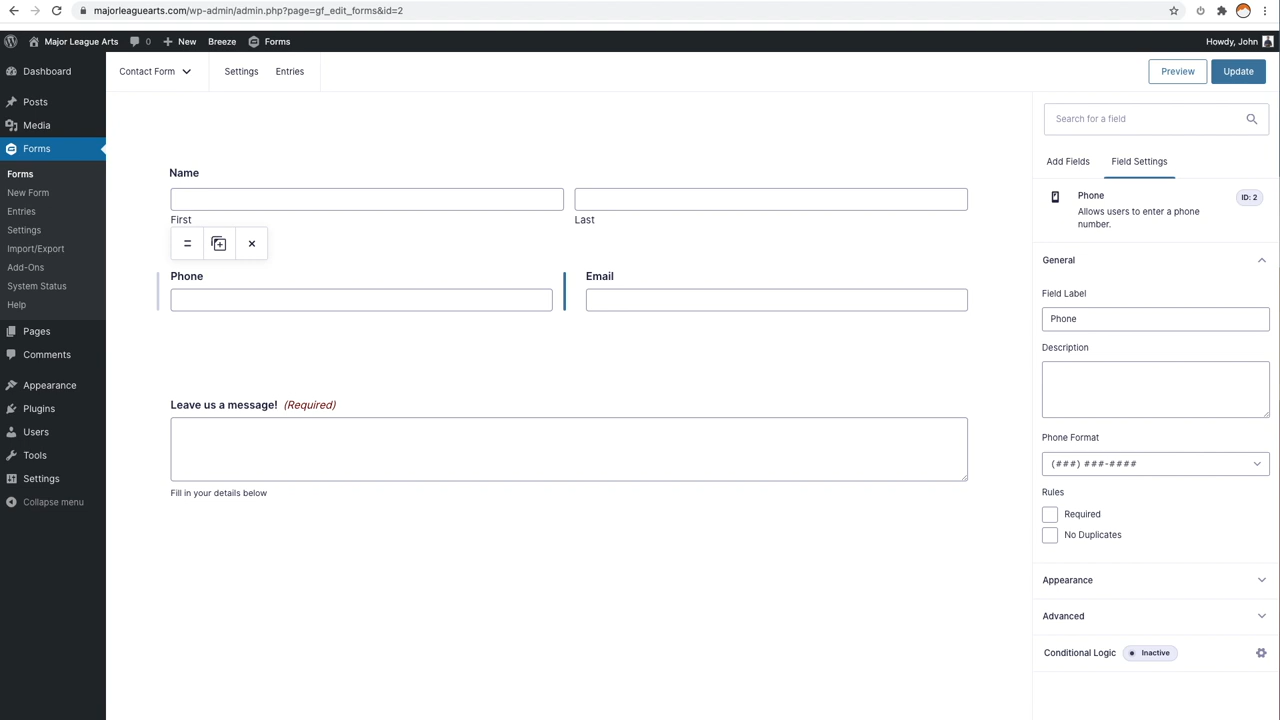 majorleaguearts.com/wp-admin/admin.php?page=gf_edit_forms&id=2
Major League Arts 0 New Breeze Forms Howdy, John
Dashboard
Posts
Media
Forms
Forms
New Form
Entries
Settings
Import/Export
Add-Ons
System Status
Help
Pages
Comments
Appearance
Plugins
Users
Tools
Settings
Collapse menu
Contact Form Settings Entries Preview Update
Name
First Last
Phone Email
Leave us a message! (Required)
Fill in your details below
Search for a field
Add Fields Field Settings
Phone ID: 2
Allows users to enter a phone
number.
General
Field Label
Phone
Description
Phone Format
(###) ###-####
Rules
Required
No Duplicates
Appearance
Advanced
Conditional Logic Inactive